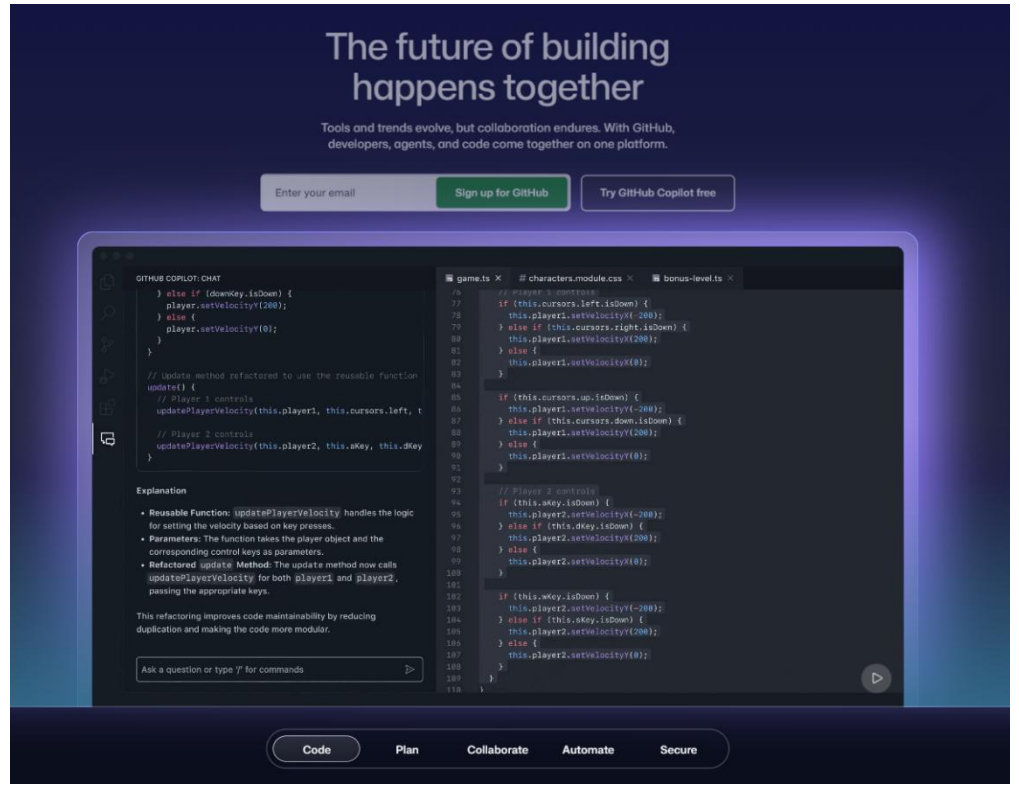 The future of building
happens together
Tools and trends evolve, but collaboration endures. With GitHub,
developers, agents, and code come together on one platform.
Enter your email
Sign up for GitHub
Try GitHub Copilot free
GITHUB COPILOT: CHAT
} else if (downKey.isDown) {
player.setVelocityY(200);
} else {
player.setVelocityY(0);
}
}
// Update method refactored to use the reusable function
update() {
// Player 1 controls
updatePlayerVelocity(this.player1, this.cursors.left, t
// Player 2 controls
updatePlayerVelocity(this.player2, this.aKey, this.dKey
}
Explanation
• Reusable Function: updatePlayerVelocity handles the logic
for setting the velocity based on key presses.
• Parameters: The function takes the player object and the
corresponding control keys as parameters.
• Refactored update Method: The update method now calls
updatePlayerVelocity for both player1 and player2,
passing the appropriate keys.
This refactoring improves code maintainability by reducing
duplication and making the code more modular.
Ask a question or type '/' for commands
game.ts × # characters.module.css × bonus-level.ts ×
76 // Player 1 controls
77 if (this.cursors.left.isDown) {
78 this.player1.setVelocityX(-200);
79 } else if (this.cursors.right.isDown) {
80 this.player1.setVelocityX(200);
81 } else {
82 this.player1.setVelocityX(0);
83 }
84
85 if (this.cursors.up.isDown) {
86 this.player1.setVelocityY(-200);
87 } else if (this.cursors.down.isDown) {
88 this.player1.setVelocityY(200);
89 } else {
90 this.player1.setVelocityY(0);
91 }
92
93 // Player 2 controls
94 if (this.aKey.isDown) {
95 this.player2.setVelocityX(-200);
96 } else if (this.dKey.isDown) {
97 this.player2.setVelocityX(200);
98 } else {
99 this.player2.setVelocityX(0);
100 }
101
102 if (this.wKey.isDown) {
103 this.player2.setVelocityY(-200);
104 } else if (this.sKey.isDown) {
105 this.player2.setVelocityY(200);
106 } else {
107 this.player2.setVelocityY(0);
108 }
109 }
110 }
Code Plan Collaborate Automate Secure